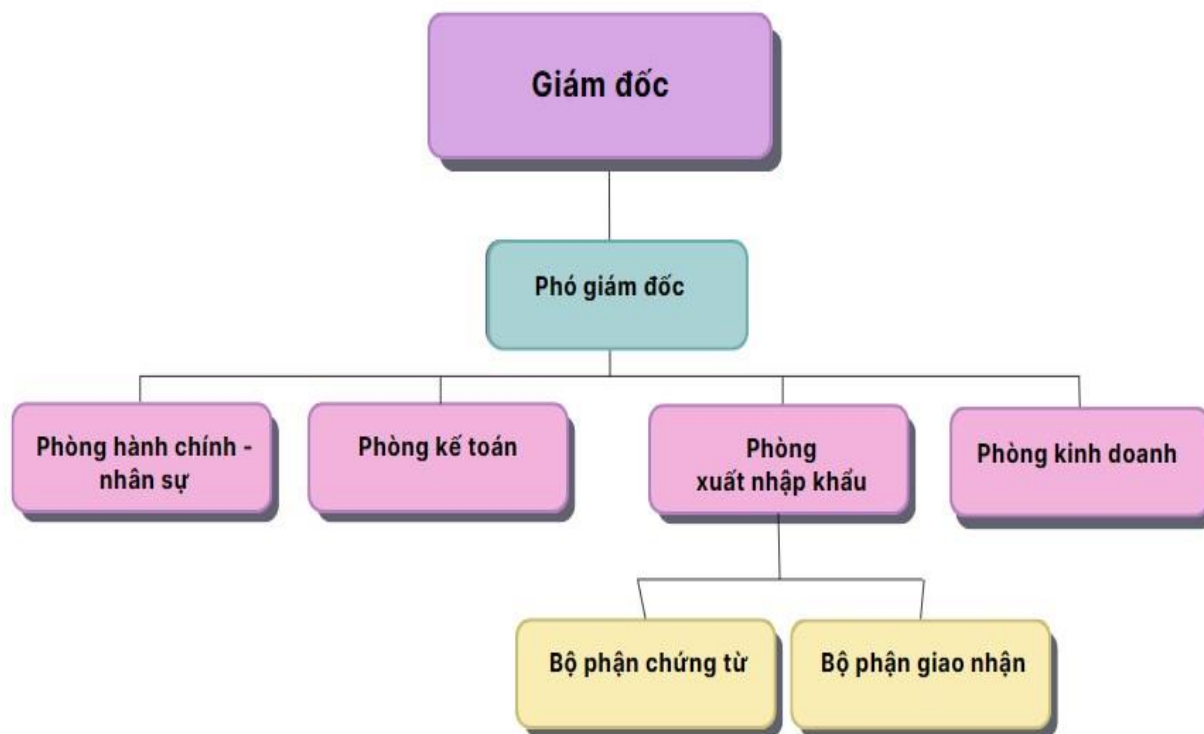 Giám đốc
Phó giám đốc
Phòng hành chính -
nhân sự
Phòng kế toán
Phòng
xuất nhập khẩu
Phòng kinh doanh
Bộ phận chứng từ
Bộ phận giao nhận